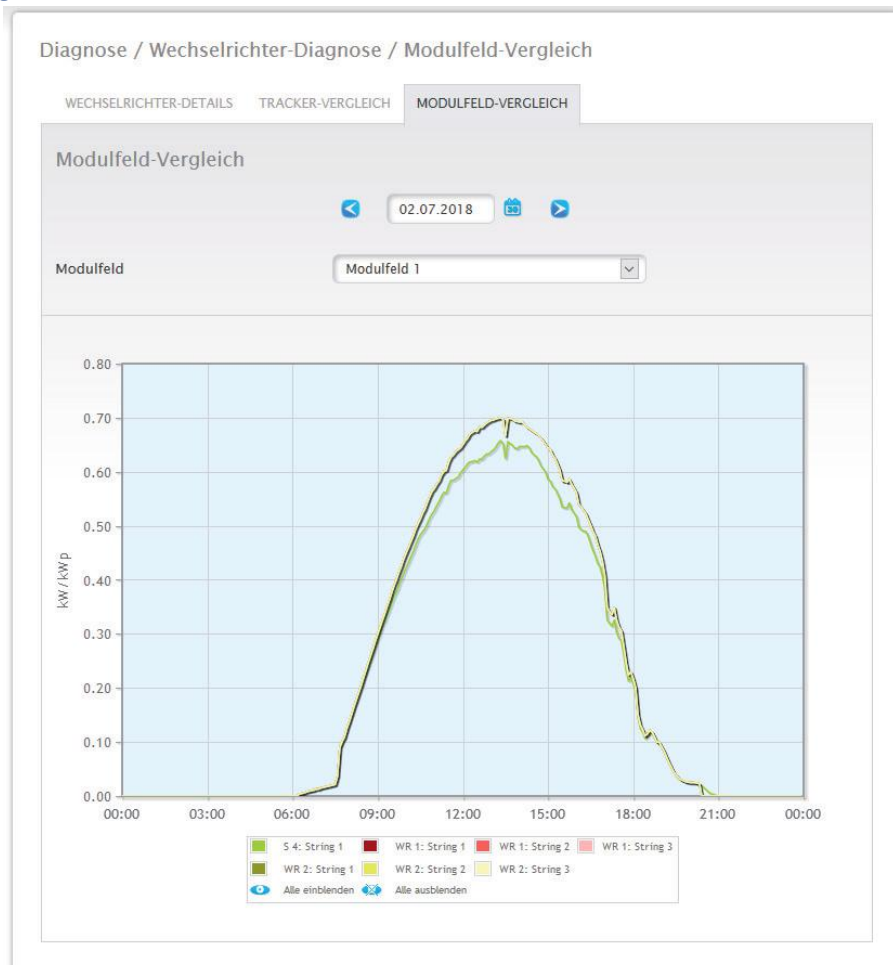 Diagnose / Wechselrichter-Diagnose / Modulfeld-Vergleich
WECHSELRICHTER-DETAILS TRACKER-VERGLEICH MODULFELD-VERGLEICH
Modulfeld-Vergleich
02.07.2018 30
Modulfeld Modulfeld 1
0.80
0.70
0.60
0.50
0.40
0.30
0.20
0.10
0.00
kW/kWp
00:00 03:00 06:00 09:00 12:00 15:00 18:00 21:00 00:00
S 4: String 1 WR 1: String 1 WR 1: String 2 WR 1: String 3
WR 2: String 1 WR 2: String 2 WR 2: String 3
Alle einblenden Alle ausblenden